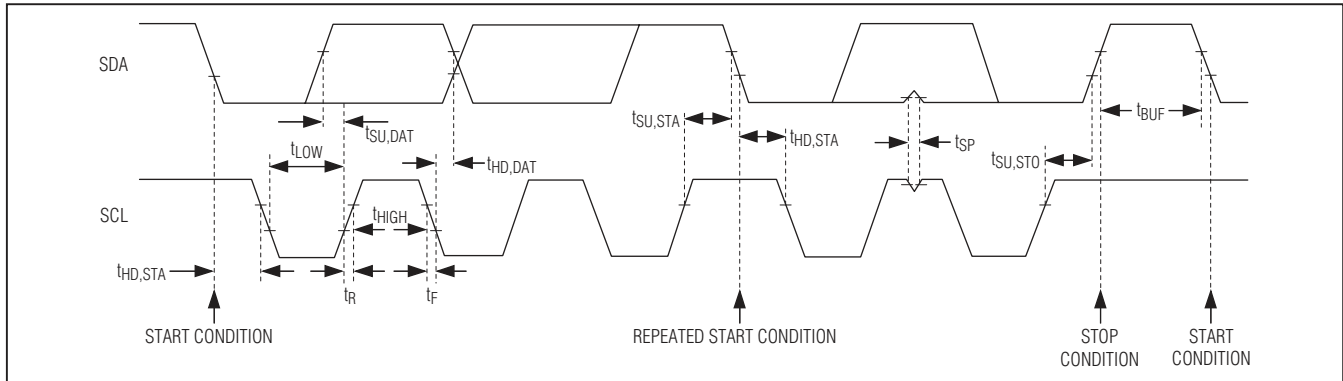 SDA
tSU,DAT
tLOW
tHD,DAT
tSU,STA
tHD,STA
tSP
tBUF
tSU,STO
SCL
tHIGH
tHD,STA
tR
tF
START CONDITION
REPEATED START CONDITION
STOP
CONDITION
START
CONDITION